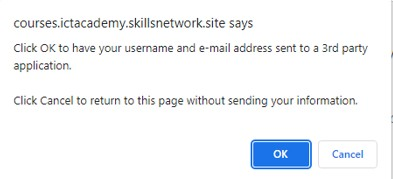 courses.ictacademy.skillsnetwork.site says
Click OK to have your username and e-mail address sent to a 3rd party
application.
Click Cancel to return to this page without sending your information.
OK
Cancel